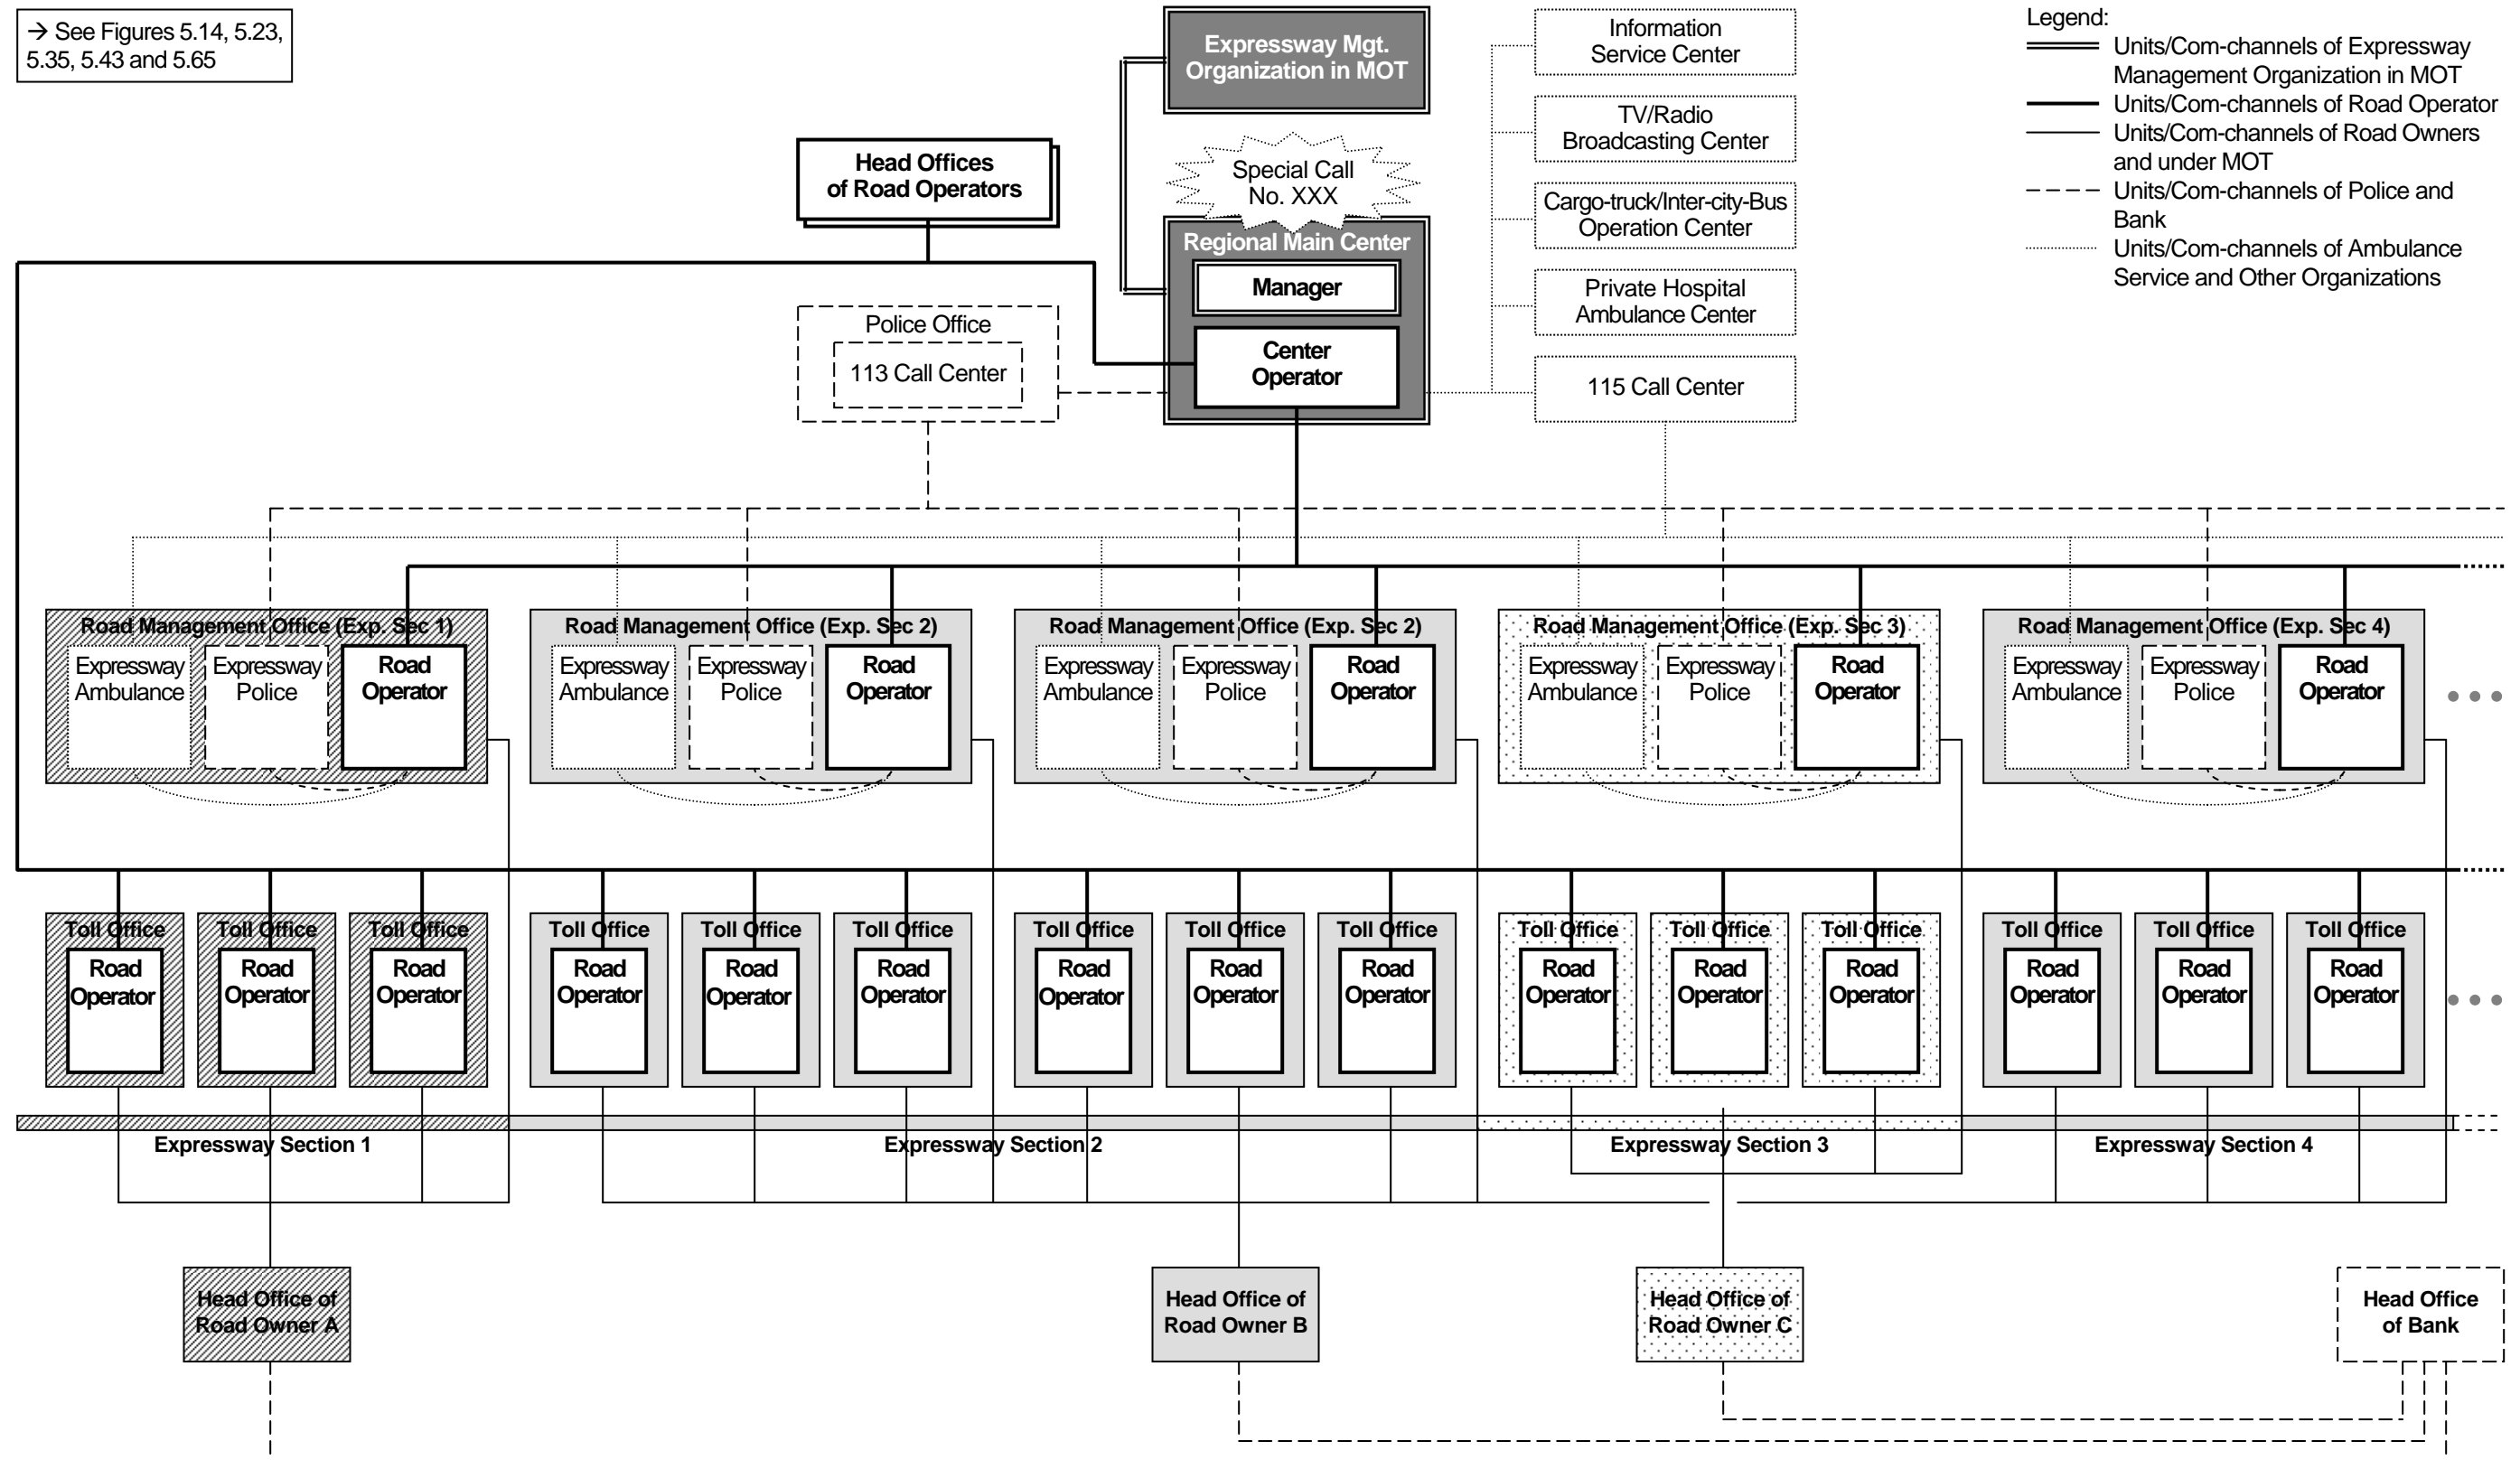 → See Figures 5.14, 5.23,
5.35, 5.43 and 5.65
Expressway Mgt.
Organization in MOT
Head Offices
of Road Operators
Special Call
No. XXX
Regional Main Center
Manager
Center
Operator
Police Office
113 Call Center
Information
Service Center
TV/Radio
Broadcasting Center
Cargo-truck/Inter-city-Bus
Operation Center
Private Hospital
Ambulance Center
115 Call Center
Legend:
Units/Com-channels of Expressway
Management Organization in MOT
Units/Com-channels of Road Operator
Units/Com-channels of Road Owners
and under MOT
Units/Com-channels of Police and
Bank
Units/Com-channels of Ambulance
Service and Other Organizations
Road Management Office (Exp. Sec 1)
Expressway
Ambulance
Expressway
Police
Road
Operator
Road Management Office (Exp. Sec 2)
Expressway
Ambulance
Expressway
Police
Road
Operator
Road Management Office (Exp. Sec 2)
Expressway
Ambulance
Expressway
Police
Road
Operator
Road Management Office (Exp. Sec 3)
Expressway
Ambulance
Expressway
Police
Road
Operator
Road Management Office (Exp. Sec 4)
Expressway
Ambulance
Expressway
Police
Road
Operator
Toll Office
Road
Operator
Toll Office
Road
Operator
Toll Office
Road
Operator
Toll Office
Road
Operator
Toll Office
Road
Operator
Toll Office
Road
Operator
Toll Office
Road
Operator
Toll Office
Road
Operator
Toll Office
Road
Operator
Toll Office
Road
Operator
Toll Office
Road
Operator
Toll Office
Road
Operator
Toll Office
Road
Operator
Toll Office
Road
Operator
Toll Office
Road
Operator
Expressway Section 1
Expressway Section 2
Expressway Section 3
Expressway Section 4
Head Office of
Road Owner A
Head Office of
Road Owner B
Head Office of
Road Owner C
Head Office
of Bank